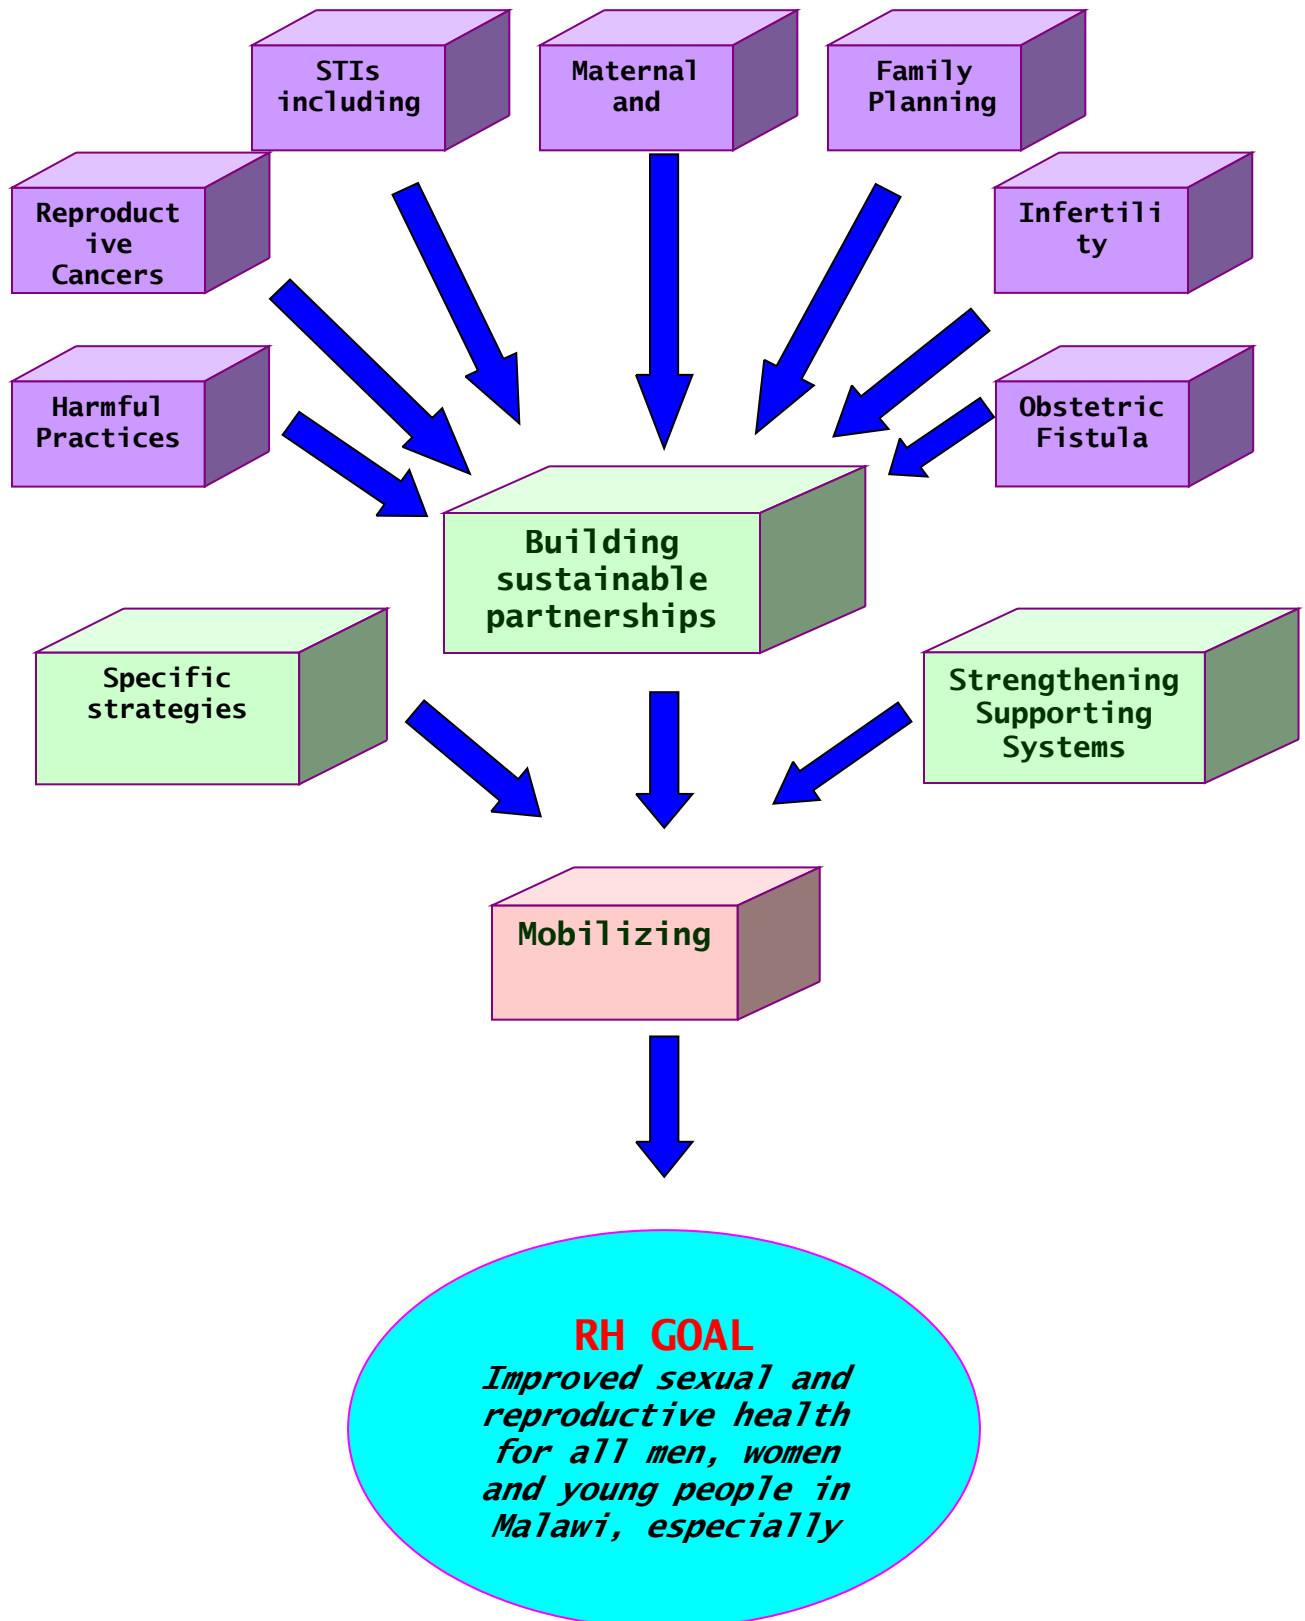 STIs
including
Maternal
and
Family
Planning
Reproduct
ive
Cancers
Infertili
ty
Harmful
Practices
Obstetric
Fistula
Building
sustainable
partnerships
Specific
strategies
Strengthening
Supporting
Systems
Mobilizing
RH GOAL
Improved sexual and
reproductive health
for all men, women
and young people in
Malawi, especially